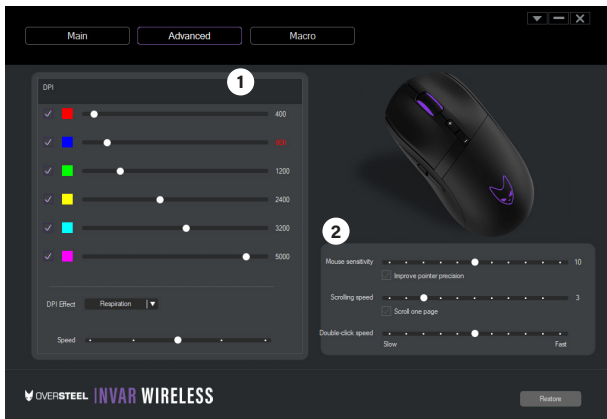 Main
Advanced
Macro
1
DPI
400
800
1200
2400
3200
5000
DPI Effect Respiration
Speed
2
Mouse sensitivity 10
Improve pointer precision
Scrolling speed 3
Scroll one page
Double-click speed
Slow Fast
OVERSTEEL INVAR WIRELESS
Restore